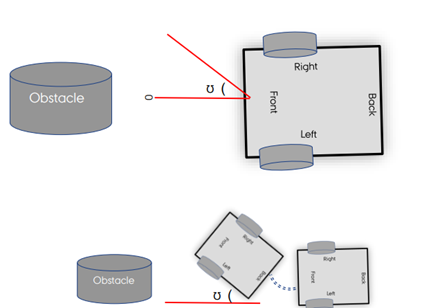 Right
Obstacle
0
Ʊ (
Front
Back
Left
Right
Front
Left
Back
Right
Front
Back
Left
Obstacle
Ʊ (